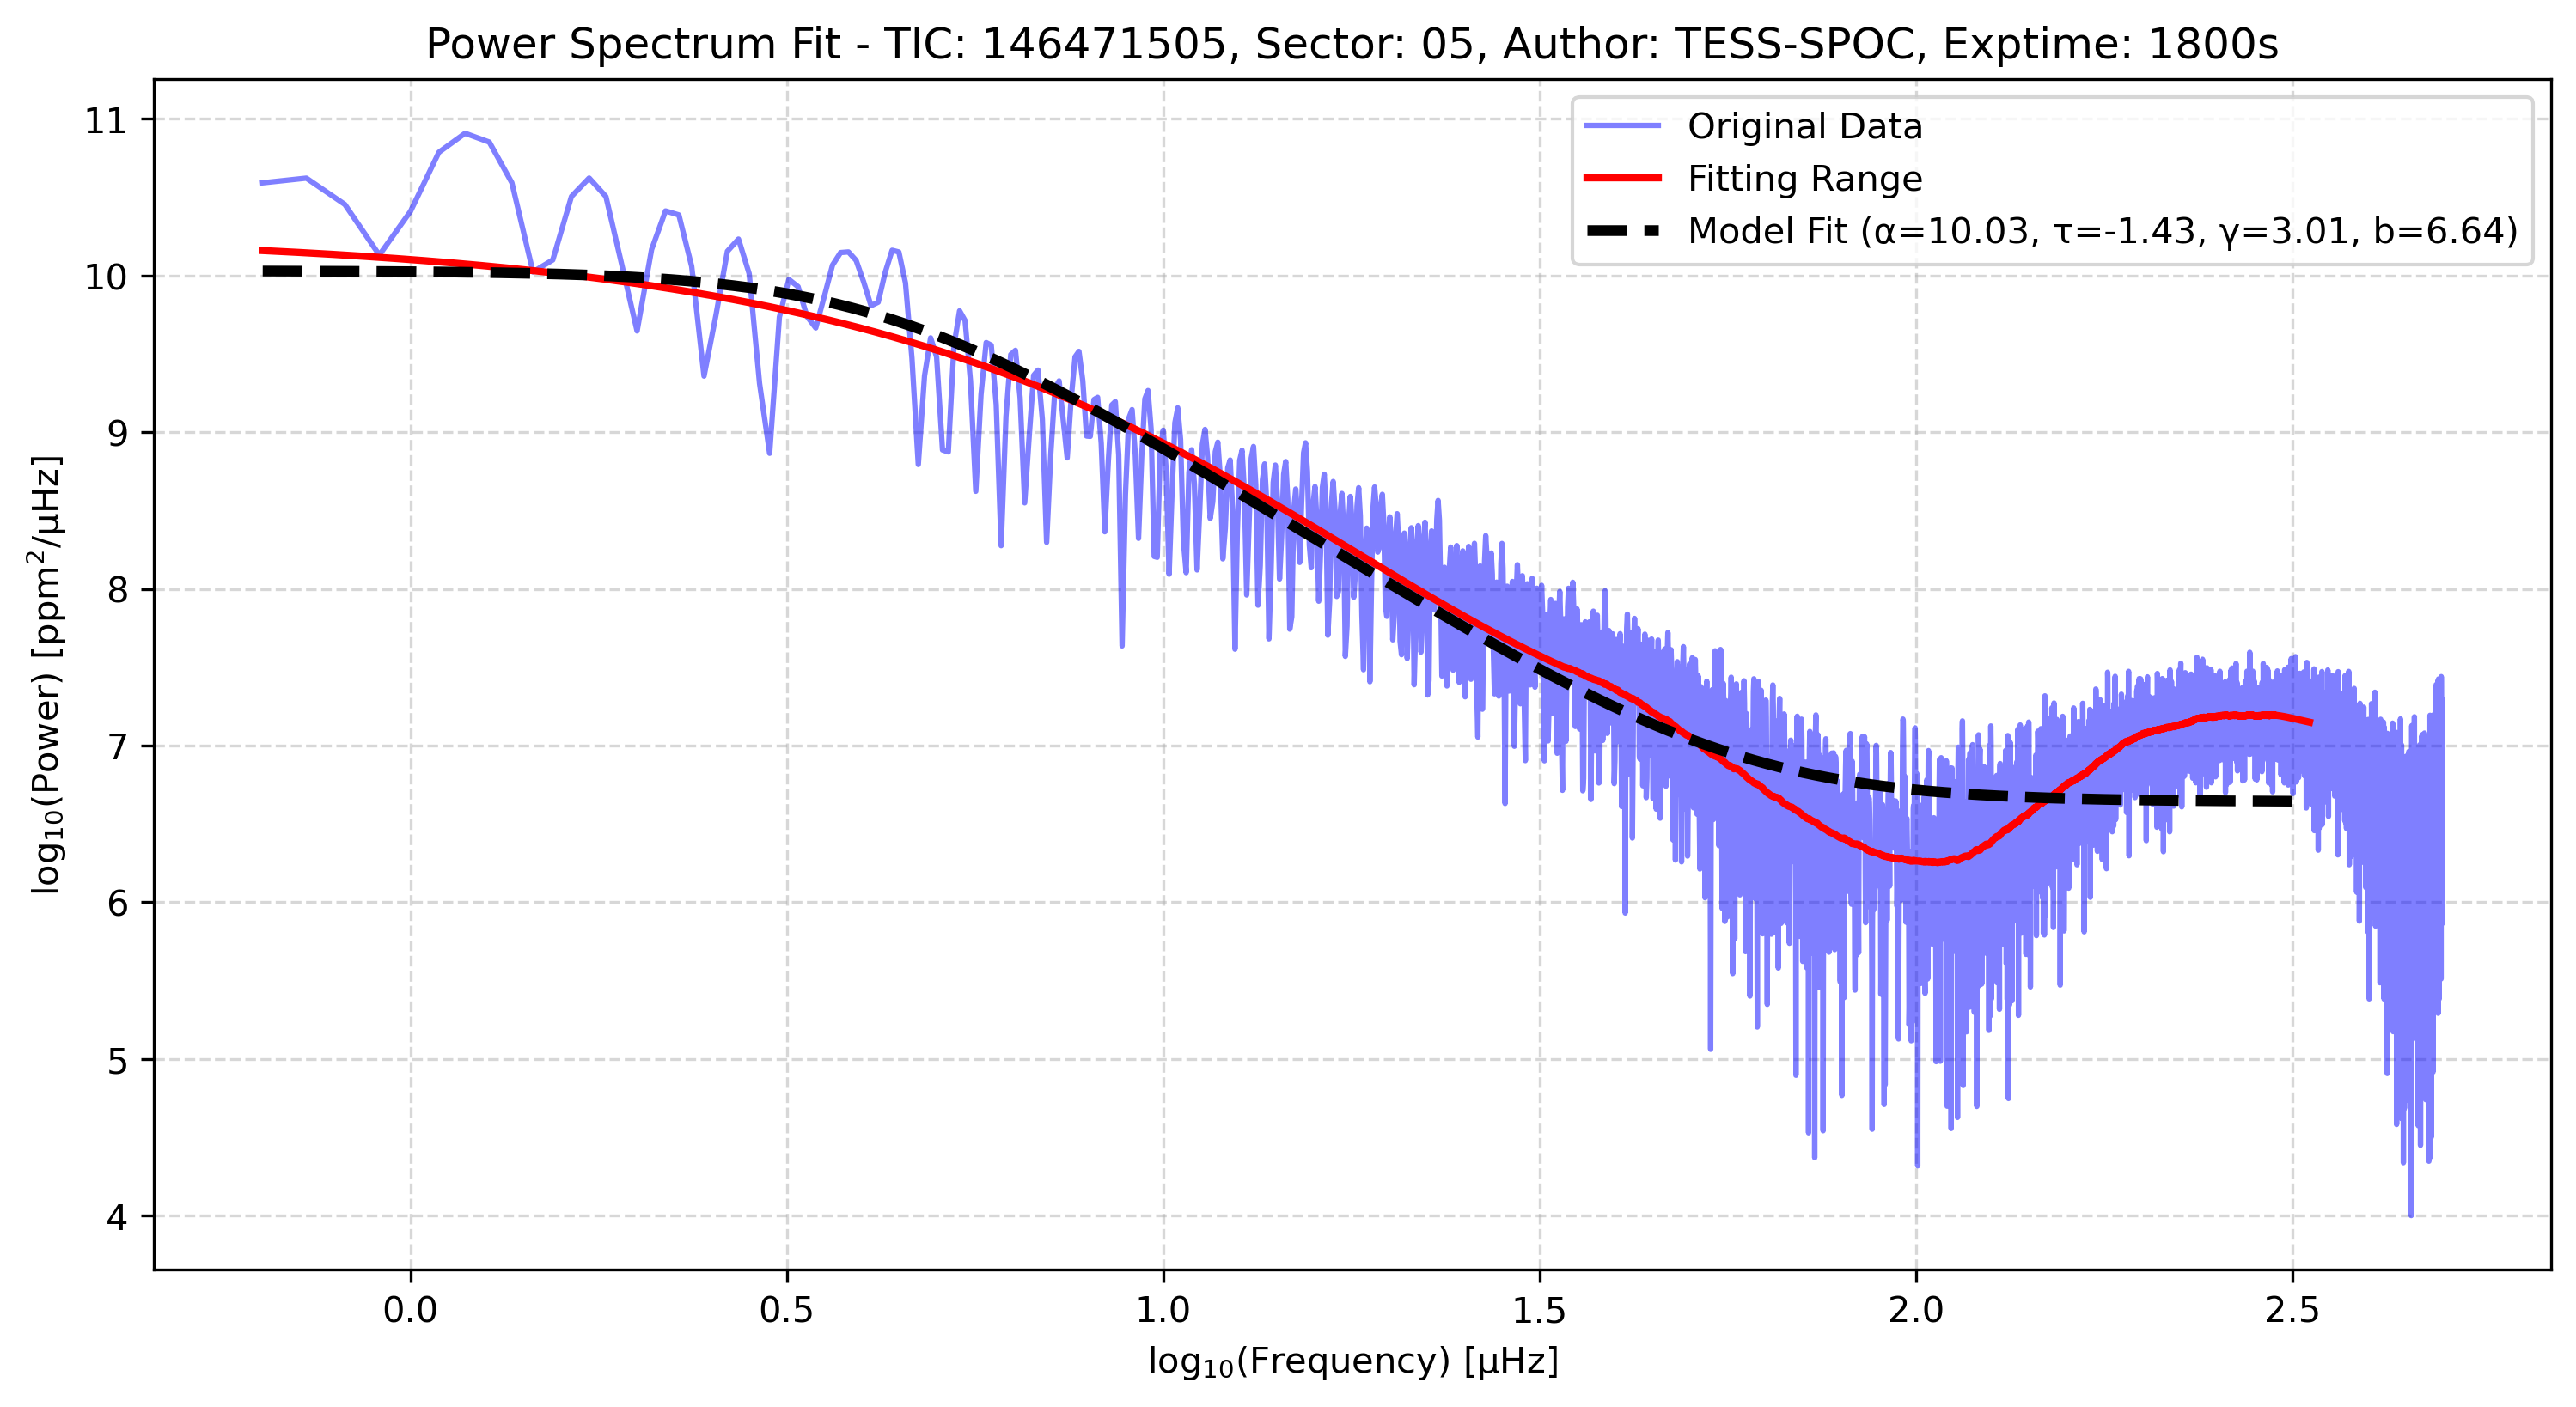 Power Spectrum Fit - TIC: 146471505, Sector: 05, Author: TESS-SPOC, Exptime: 1800s
Original Data
Fitting Range
Model Fit (α=10.03, τ=-1.43, γ=3.01, b=6.64)
log₁₀(Power) [ppm²/μHz]
11
10
9
8
7
6
5
4
0.0 0.5 1.0 1.5 2.0 2.5
log₁₀(Frequency) [μHz]